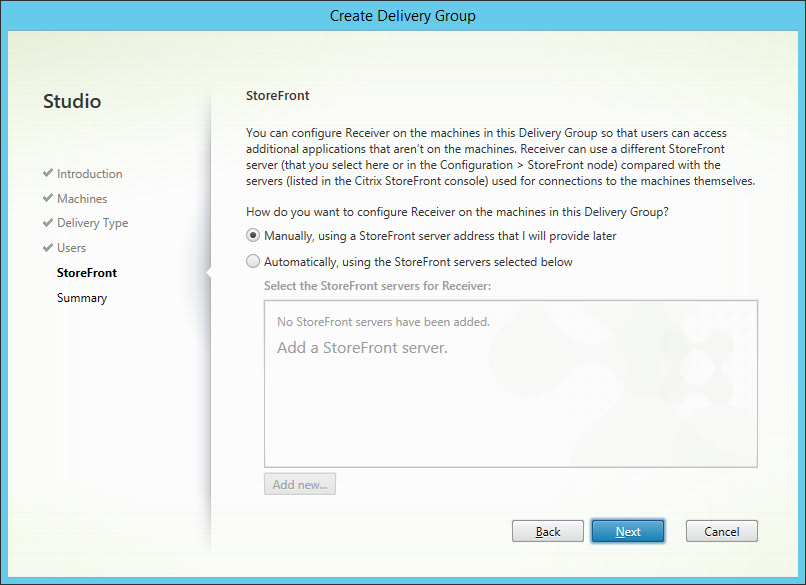 Create Delivery Group
Studio
Introduction
Machines
Delivery Type
Users
StoreFront
Summary
StoreFront
You can configure Receiver on the machines in this Delivery Group so that users can access
additional applications that aren't on the machines. Receiver can use a different StoreFront
server (that you select here or in the Configuration > StoreFront node) compared with the
servers (listed in the Citrix StoreFront console) used for connections to the machines themselves.
How do you want to configure Receiver on the machines in this Delivery Group?
Manually, using a StoreFront server address that I will provide later
Automatically, using the StoreFront servers selected below
Select the StoreFront servers for Receiver:
No StoreFront servers have been added.
Add a StoreFront server.
Add new...
Back
Next
Cancel